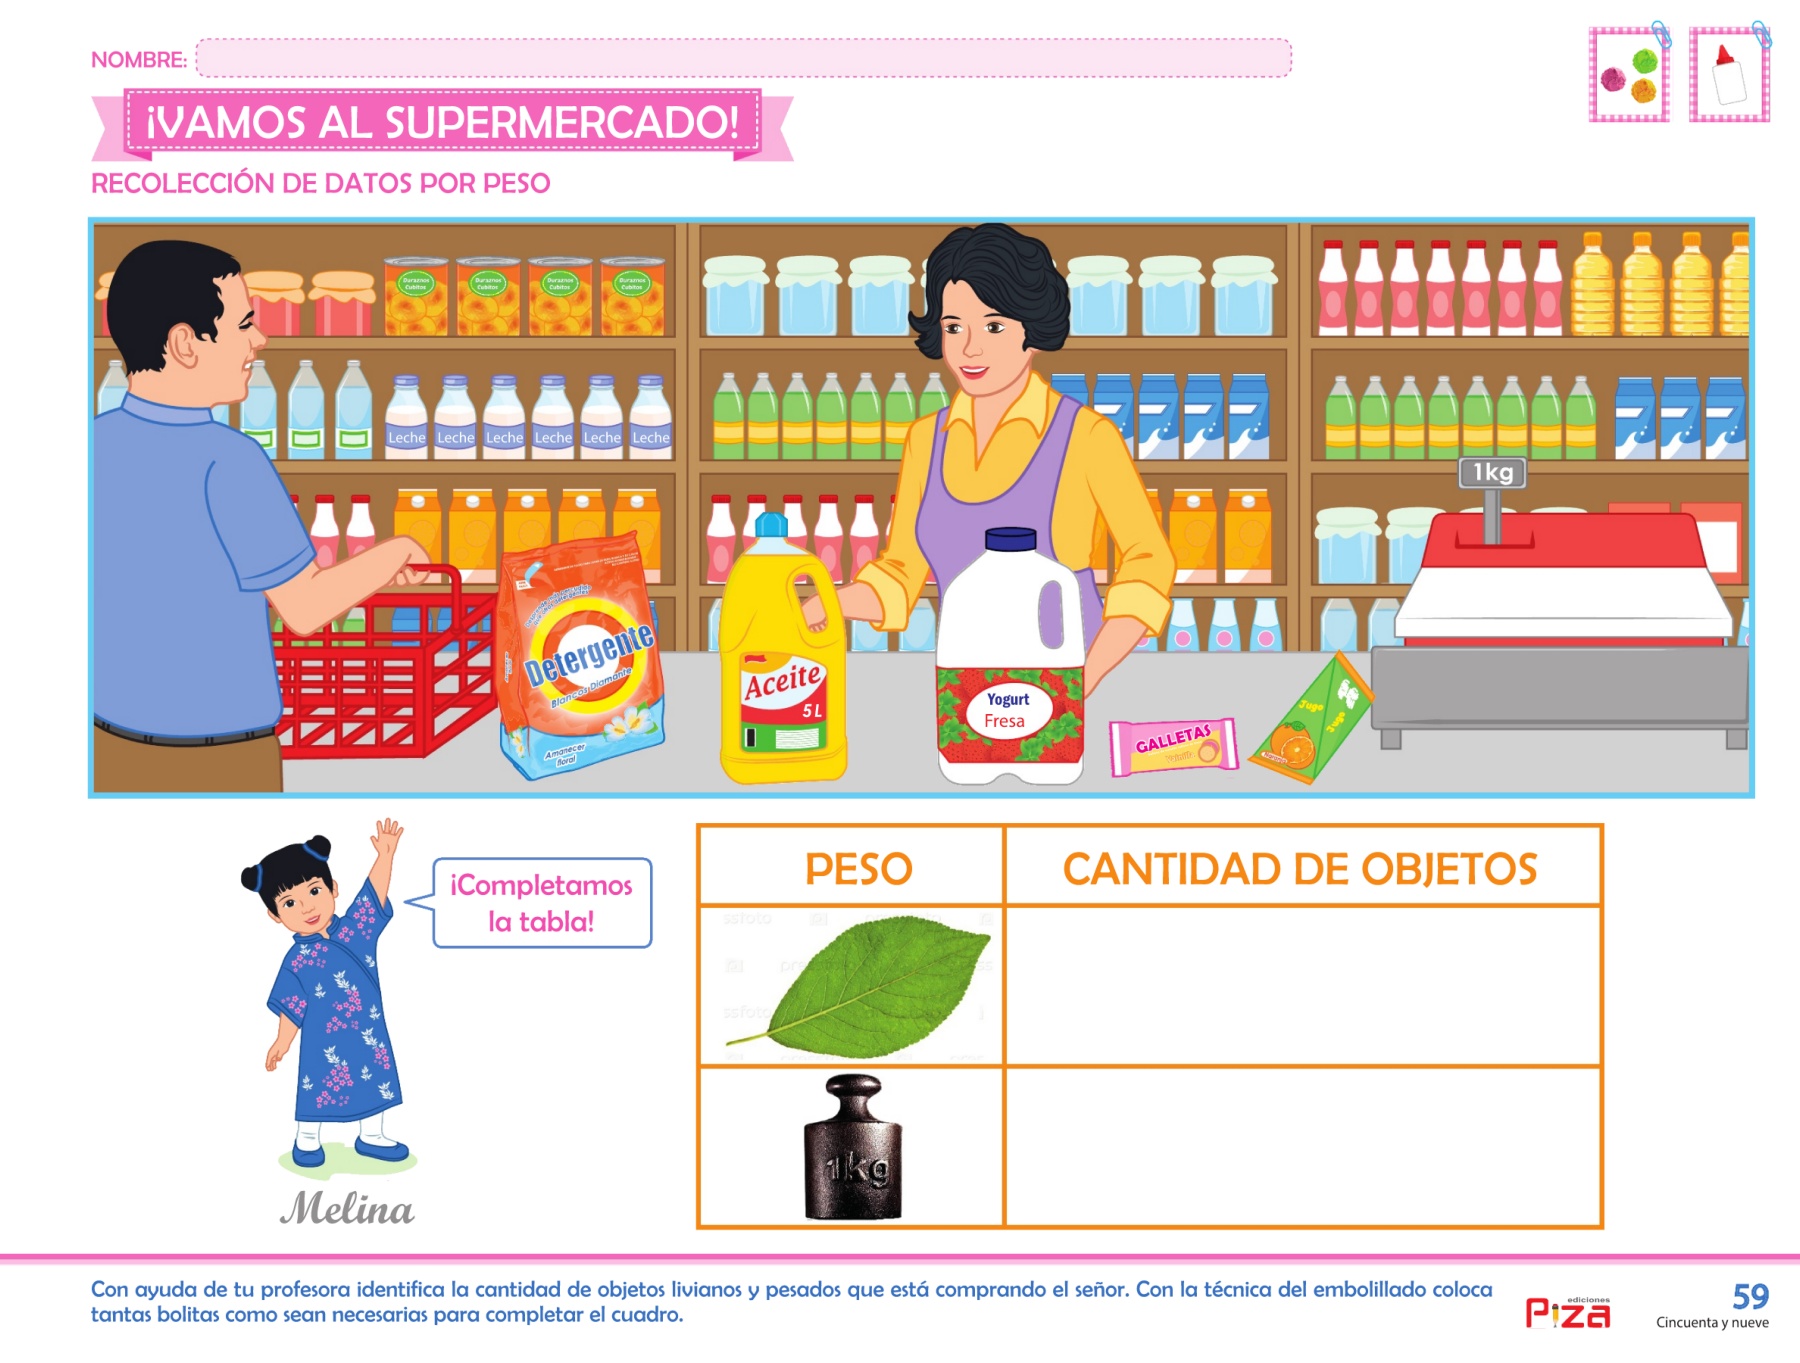 NOMBRE:
¡VAMOS AL SUPERMERCADO!
RECOLECCIÓN DE DATOS POR PESO
Duraznos Cubitos
Duraznos Cubitos
Duraznos Cubitos
Duraznos Cubitos
Leche
Leche
Leche
Leche
Leche
Leche
1kg
Detergente
Blancos Diamante
Amanecer
floral
Aceite
5 L
Yogurt
Fresa
GALLETAS
Vainilla
Jugo
Jugo
Naranja
¡Completamos
la tabla!
Melina
PESO
CANTIDAD DE OBJETOS
1kg
Con ayuda de tu profesora identifica la cantidad de objetos livianos y pesados que está comprando el señor. Con la técnica del embolillado coloca
tantas bolitas como sean necesarias para completar el cuadro.
ediciones
Piza
59
Cincuenta y nueve